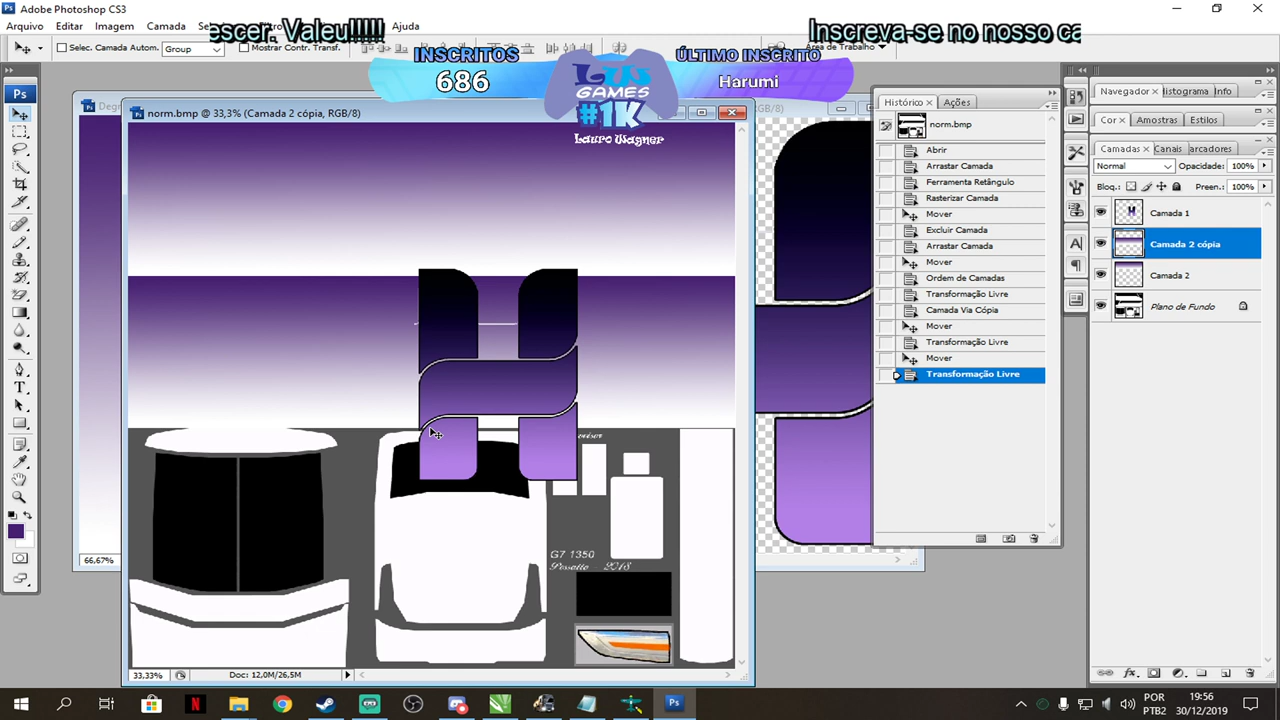 Adobe Photoshop CS3
Arquivo Editar Imagem Camada Ajuda
escer. Valeu!!!!!
Inscreva-se no nosso ca
Selec. Camada Autom. Group Mostrar Contr. Transf.
Área de Trabalho
INSCRITOS
686
LUS
GAMES
#1K
Lauro Wagner
ÚLTIMO INSCRITO
Harumi
norm.bmp @ 33,3% (Camada 2 cópia, RGB/8)
RGB/8)
Histórico Ações
norm.bmp
Abrir
Arrastar Camada
Ferramenta Retângulo
Rasterizar Camada
Mover
Excluir Camada
Arrastar Camada
Mover
Ordem de Camadas
Transformação Livre
Camada Via Cópia
Mover
Transformação Livre
Mover
Transformação Livre
Navegador istograma Info
Cor Amostras Estilos
Camadas Canais arcadores
Normal Opacidade: 100%
Bloq.: Preen.: 100%
Camada 1
Camada 2 cópia
Camada 2
Plano de Fundo
G7 1350
Possatto - 2018
66,67%
33,33% Doc: 12,0M/26,5M
POR
PTB2
19:56
30/12/2019